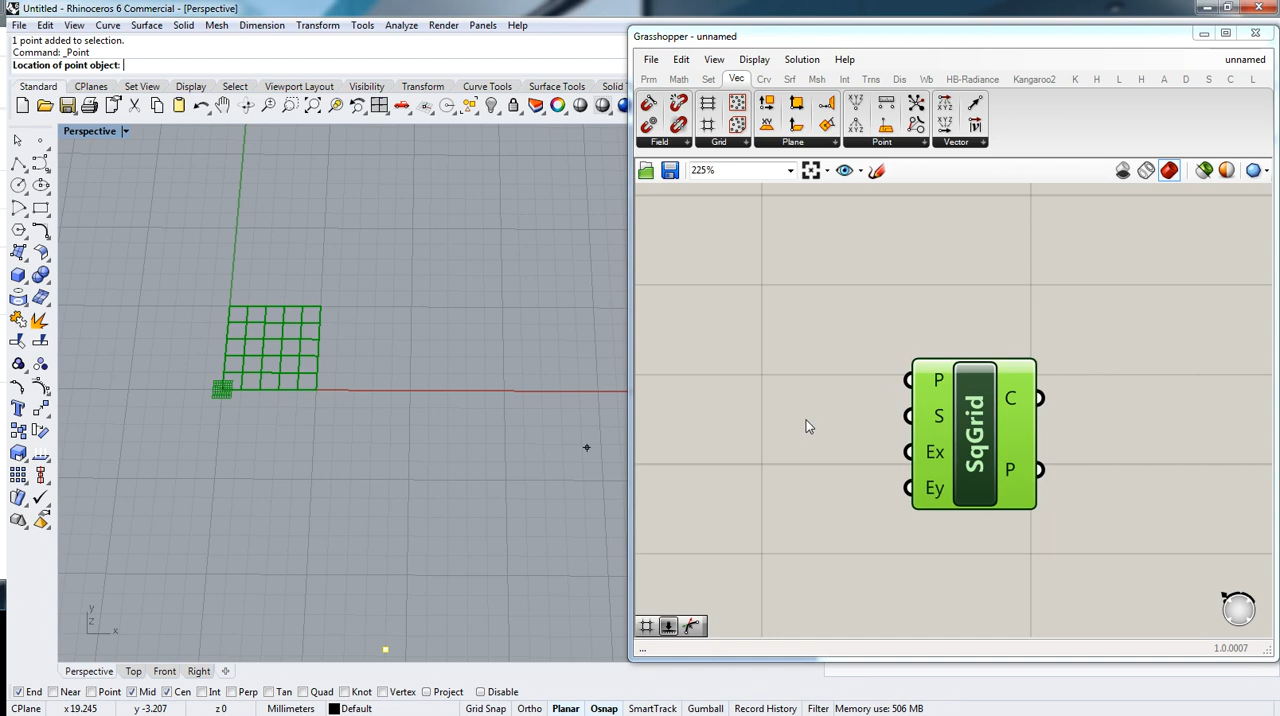 Untitled - Rhinoceros 6 Commercial - [Perspective]
File Edit View Curve Surface Solid Mesh Dimension Transform Tools Analyze Render Panels Help
1 point added to selection.
Command: _Point
Location of point object:
Standard CPlanes Set View Display Select Viewport Layout Visibility Transform Curve Tools Surface Tools Solid T
Perspective
y
z x
Perspective Top Front Right
End Near Point Mid Cen Int Perp Tan Quad Knot Vertex Project Disable
CPlane x 19.245 y -3.207 z 0 Millimeters Default Grid Snap Ortho Planar Osnap SmartTrack Gumball Record History Filter Memory use: 506 MB
Grasshopper - unnamed
File Edit View Display Solution Help unnamed
Prm Math Set Vec Crv Srf Msh Int Trns Dis Wb HB-Radiance Kangaroo2 K H L H L A D S C L
Field Grid Plane Point Vector
225%
P
S
Ex
Ey
SqGrid
C
P
... 1.0.0007